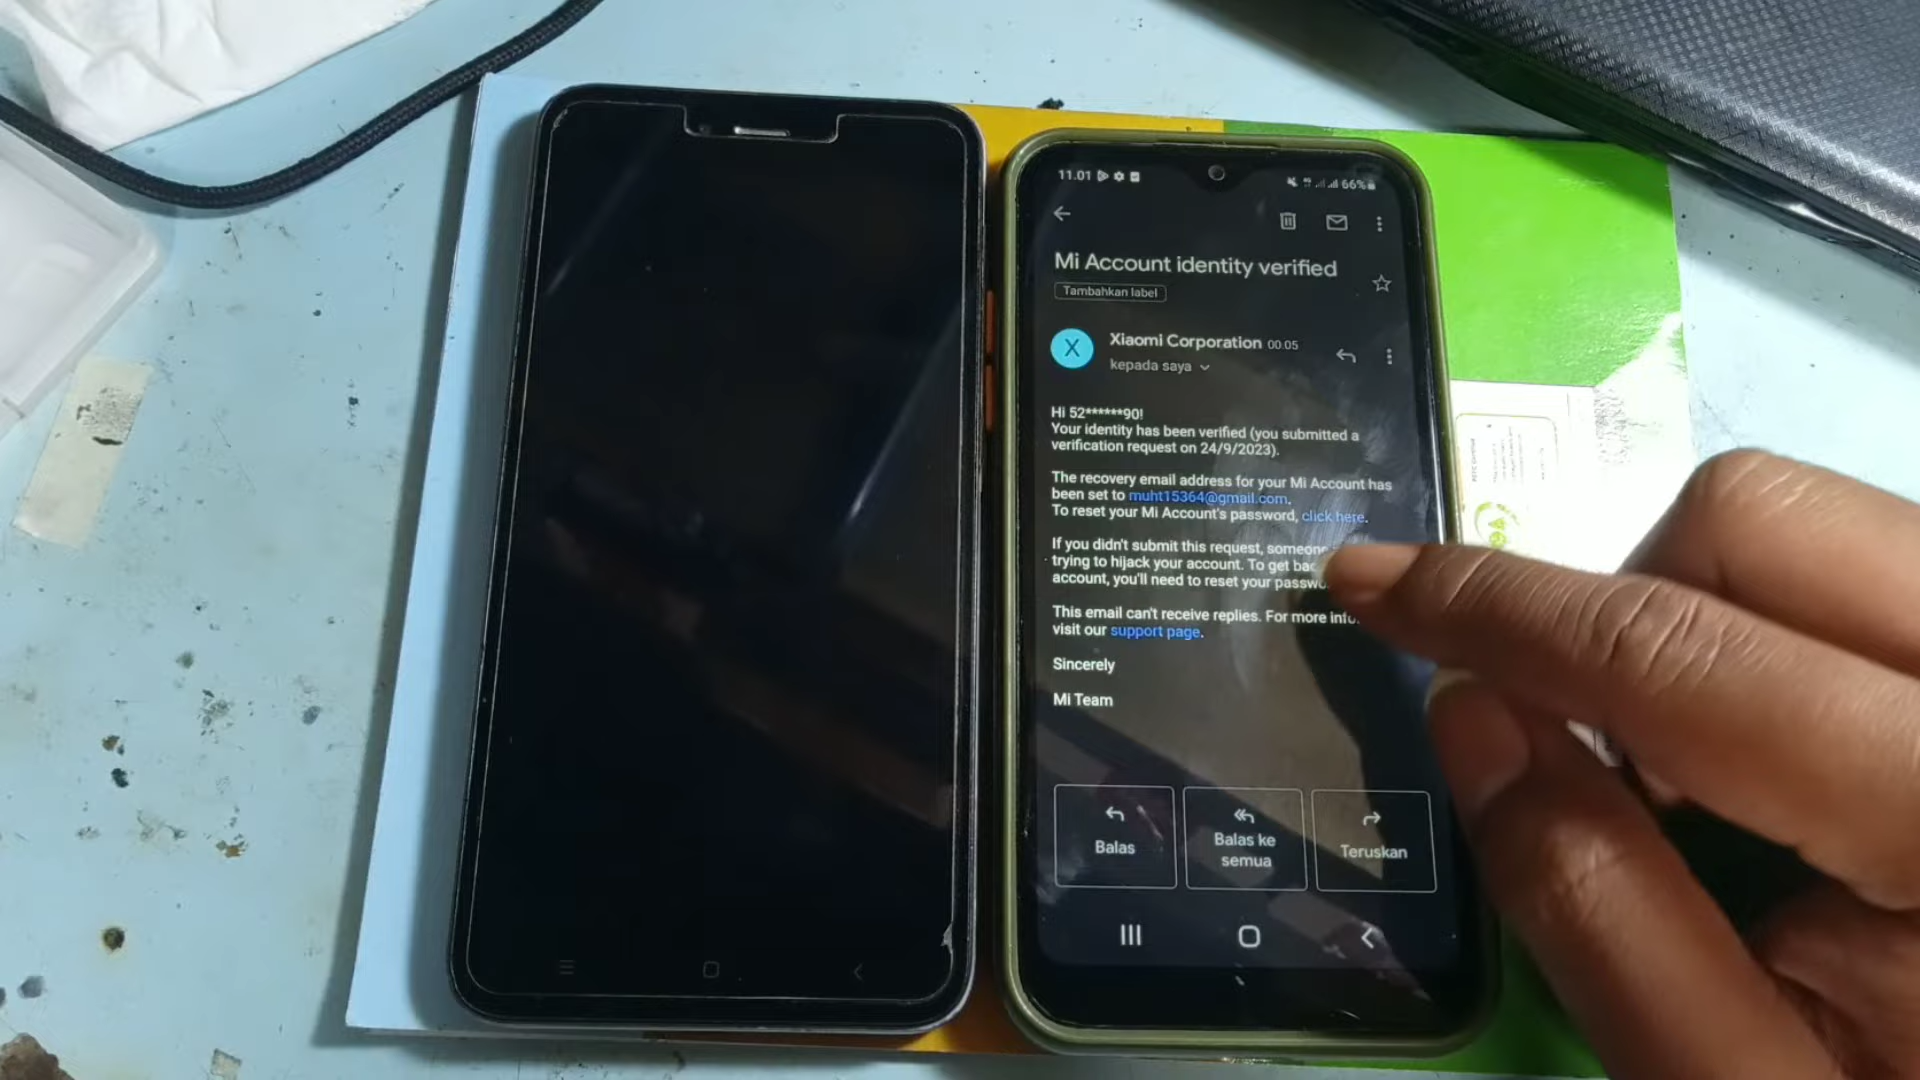 11.01
66%
Mi Account identity verified
Tambahkan label
X
Xiaomi Corporation 00.05
kepada saya
Hi 52******90!
Your identity has been verified (you submitted a
verification request on 24/9/2023).
The recovery email address for your Mi Account has
been set to muht15364@gmail.com.
To reset your Mi Account's password, click here.
If you didn't submit this request, someone
trying to hijack your account. To get
account, you'll need to reset your
This email can't receive replies. For more
visit our support page.
Sincerely
Mi Team
Balas
Balas ke
semua
Teruskan